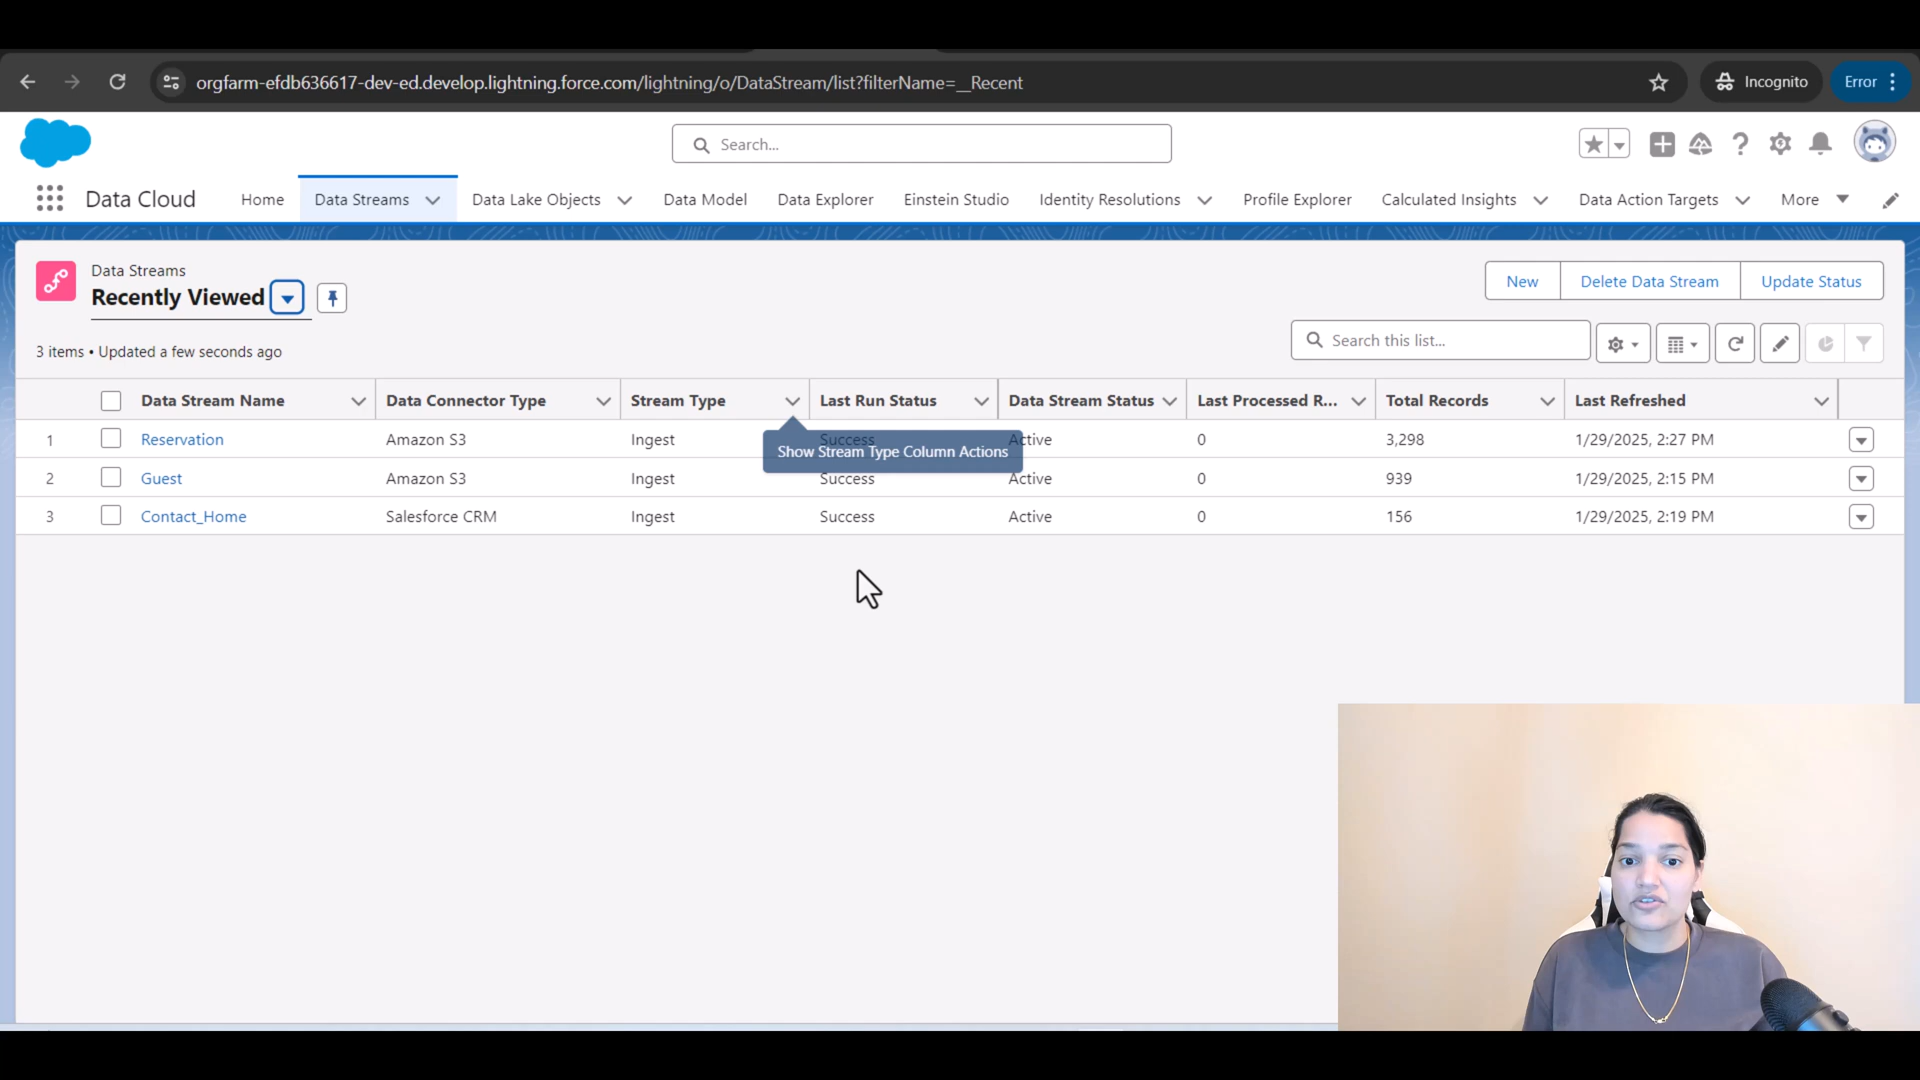 orgfarm-efdb636617-dev-ed.develop.lightning.force.com/lightning/o/DataStream/list?filterName=__Recent
Incognito
Error
Search...
Data Cloud
Home
Data Streams
Data Lake Objects
Data Model
Data Explorer
Einstein Studio
Identity Resolutions
Profile Explorer
Calculated Insights
Data Action Targets
More
Data Streams
Recently Viewed
New
Delete Data Stream
Update Status
3 items • Updated a few seconds ago
Search this list...
Data Stream Name Data Connector Type Stream Type Last Run Status Data Stream Status Last Processed R... Total Records Last Refreshed
1 Reservation Amazon S3 Ingest Success Active 0 3,298 1/29/2025, 2:27 PM
Show Stream Type Column Actions
2 Guest Amazon S3 Ingest Success Active 0 939 1/29/2025, 2:15 PM
3 Contact_Home Salesforce CRM Ingest Success Active 0 156 1/29/2025, 2:19 PM